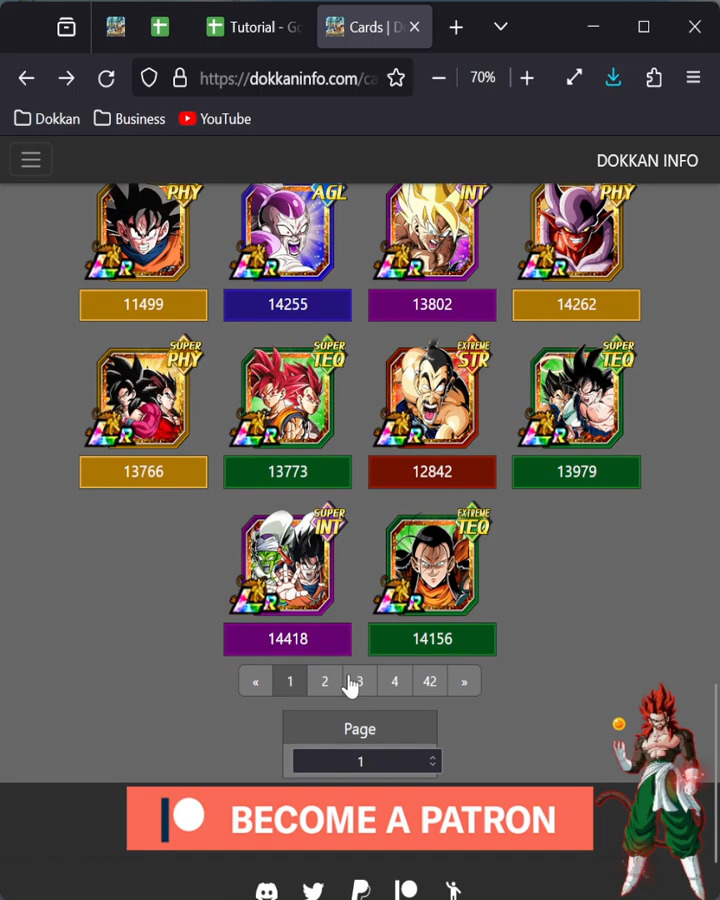 Tutorial - Go
Cards | D
https://dokkaninfo.com/ca
70%
Dokkan
Business
YouTube
DOKKAN INFO
PHY
AGL
INT
PHY
R
R
R
R
11499
14255
13802
14262
SUPER PHY
SUPER TEQ
EXTREME STR
SUPER TEQ
R
R
R
R
13766
13773
12842
13979
SUPER INT
EXTREME TEQ
R
R
14418
14156
« 1 2 3 4 42 »
Page
1
BECOME A PATRON